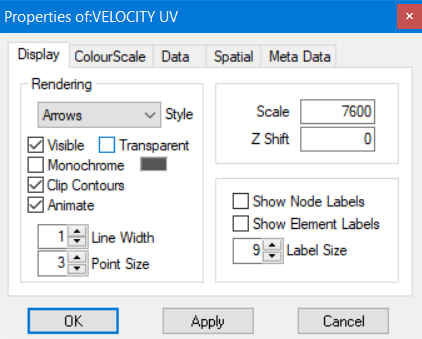 Properties of:VELOCITY UV
Display ColourScale Data Spatial Meta Data
Rendering
Arrows Style
Visible Transparent
Monochrome
Clip Contours
Animate
1 Line Width
3 Point Size
Scale 7600
Z Shift 0
Show Node Labels
Show Element Labels
9 Label Size
OK Apply Cancel